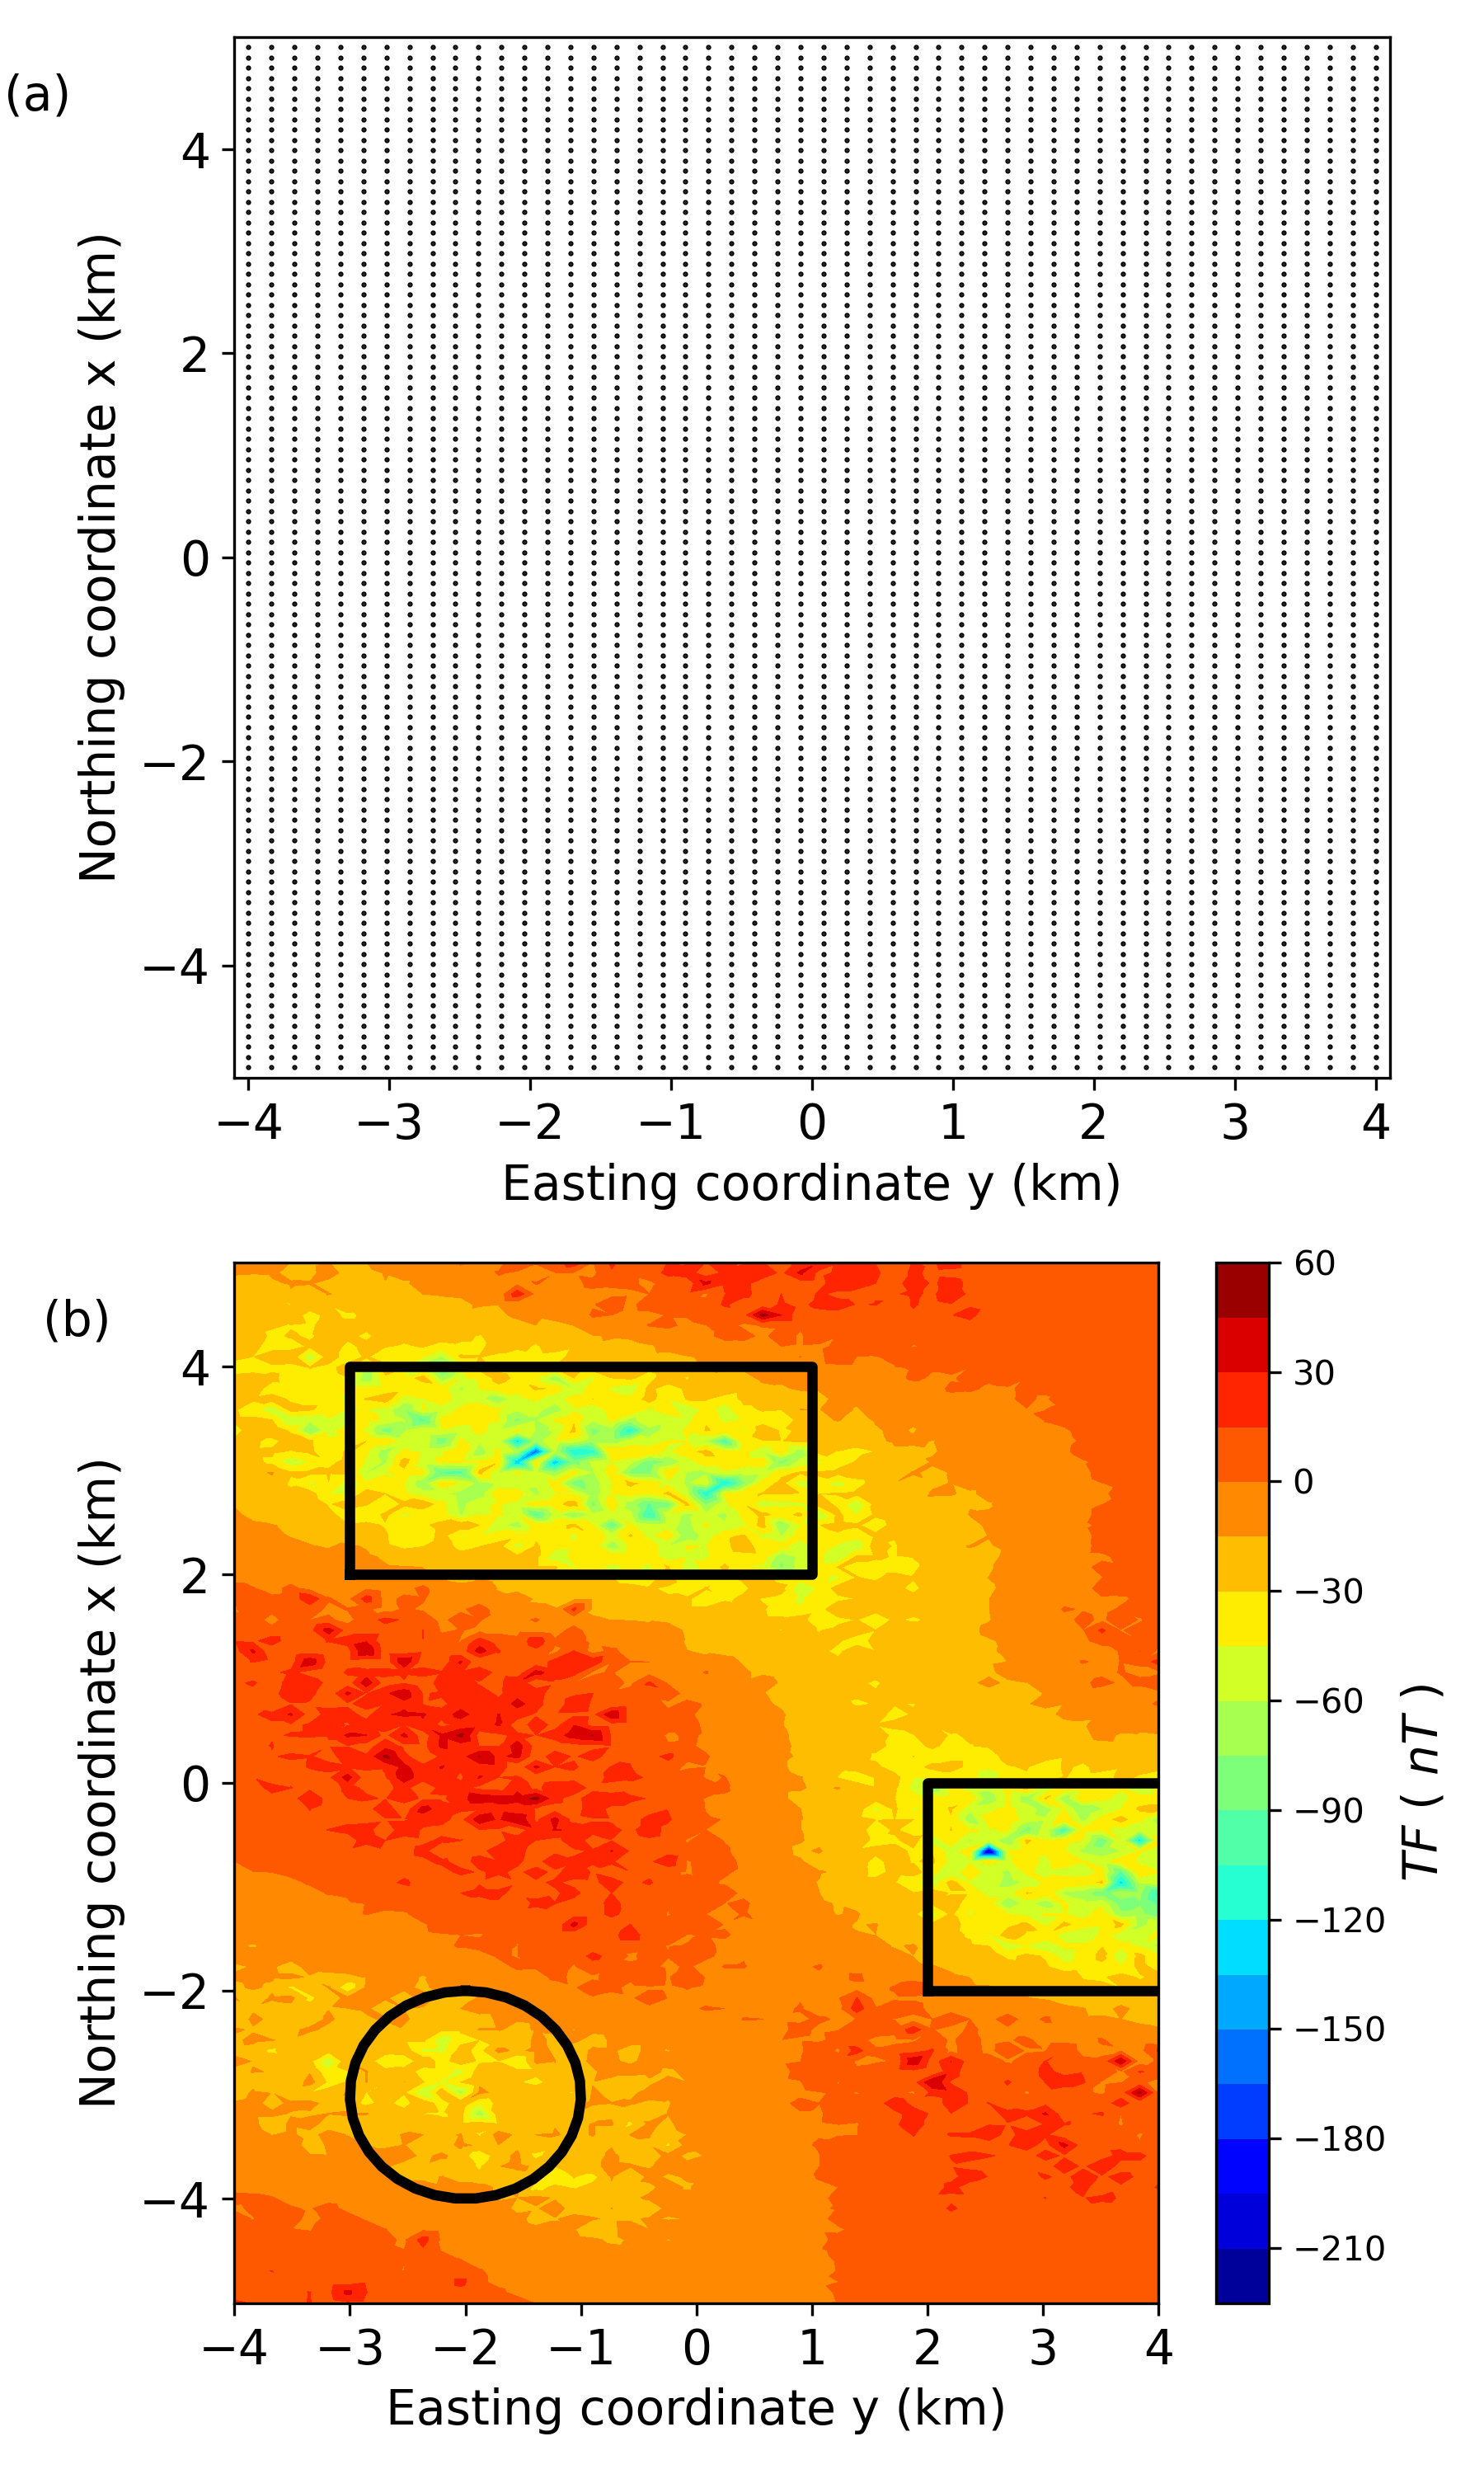 (a)
4
2
0
−2
−4
Northing coordinate x (km)
−4 −3 −2 −1 0 1 2 3 4
Easting coordinate y (km)
(b)
4
2
0
−2
−4
Northing coordinate x (km)
−4 −3 −2 −1 0 1 2 3 4
Easting coordinate y (km)
60
30
0
−30
−60
−90
−120
−150
−180
−210
TF ( nT )